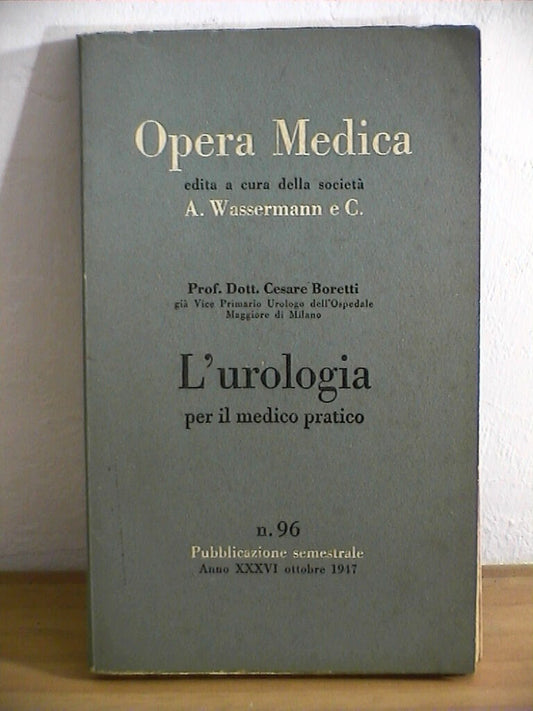 Opera Medica
edita a cura della società
A. Wassermann e C.
Prof. Dott. Cesare Boretti
già Vice Primario Urologo dell'Ospedale
Maggiore di Milano
L'urologia
per il medico pratico
n. 96
Pubblicazione semestrale
Anno XXXVI ottobre 1947